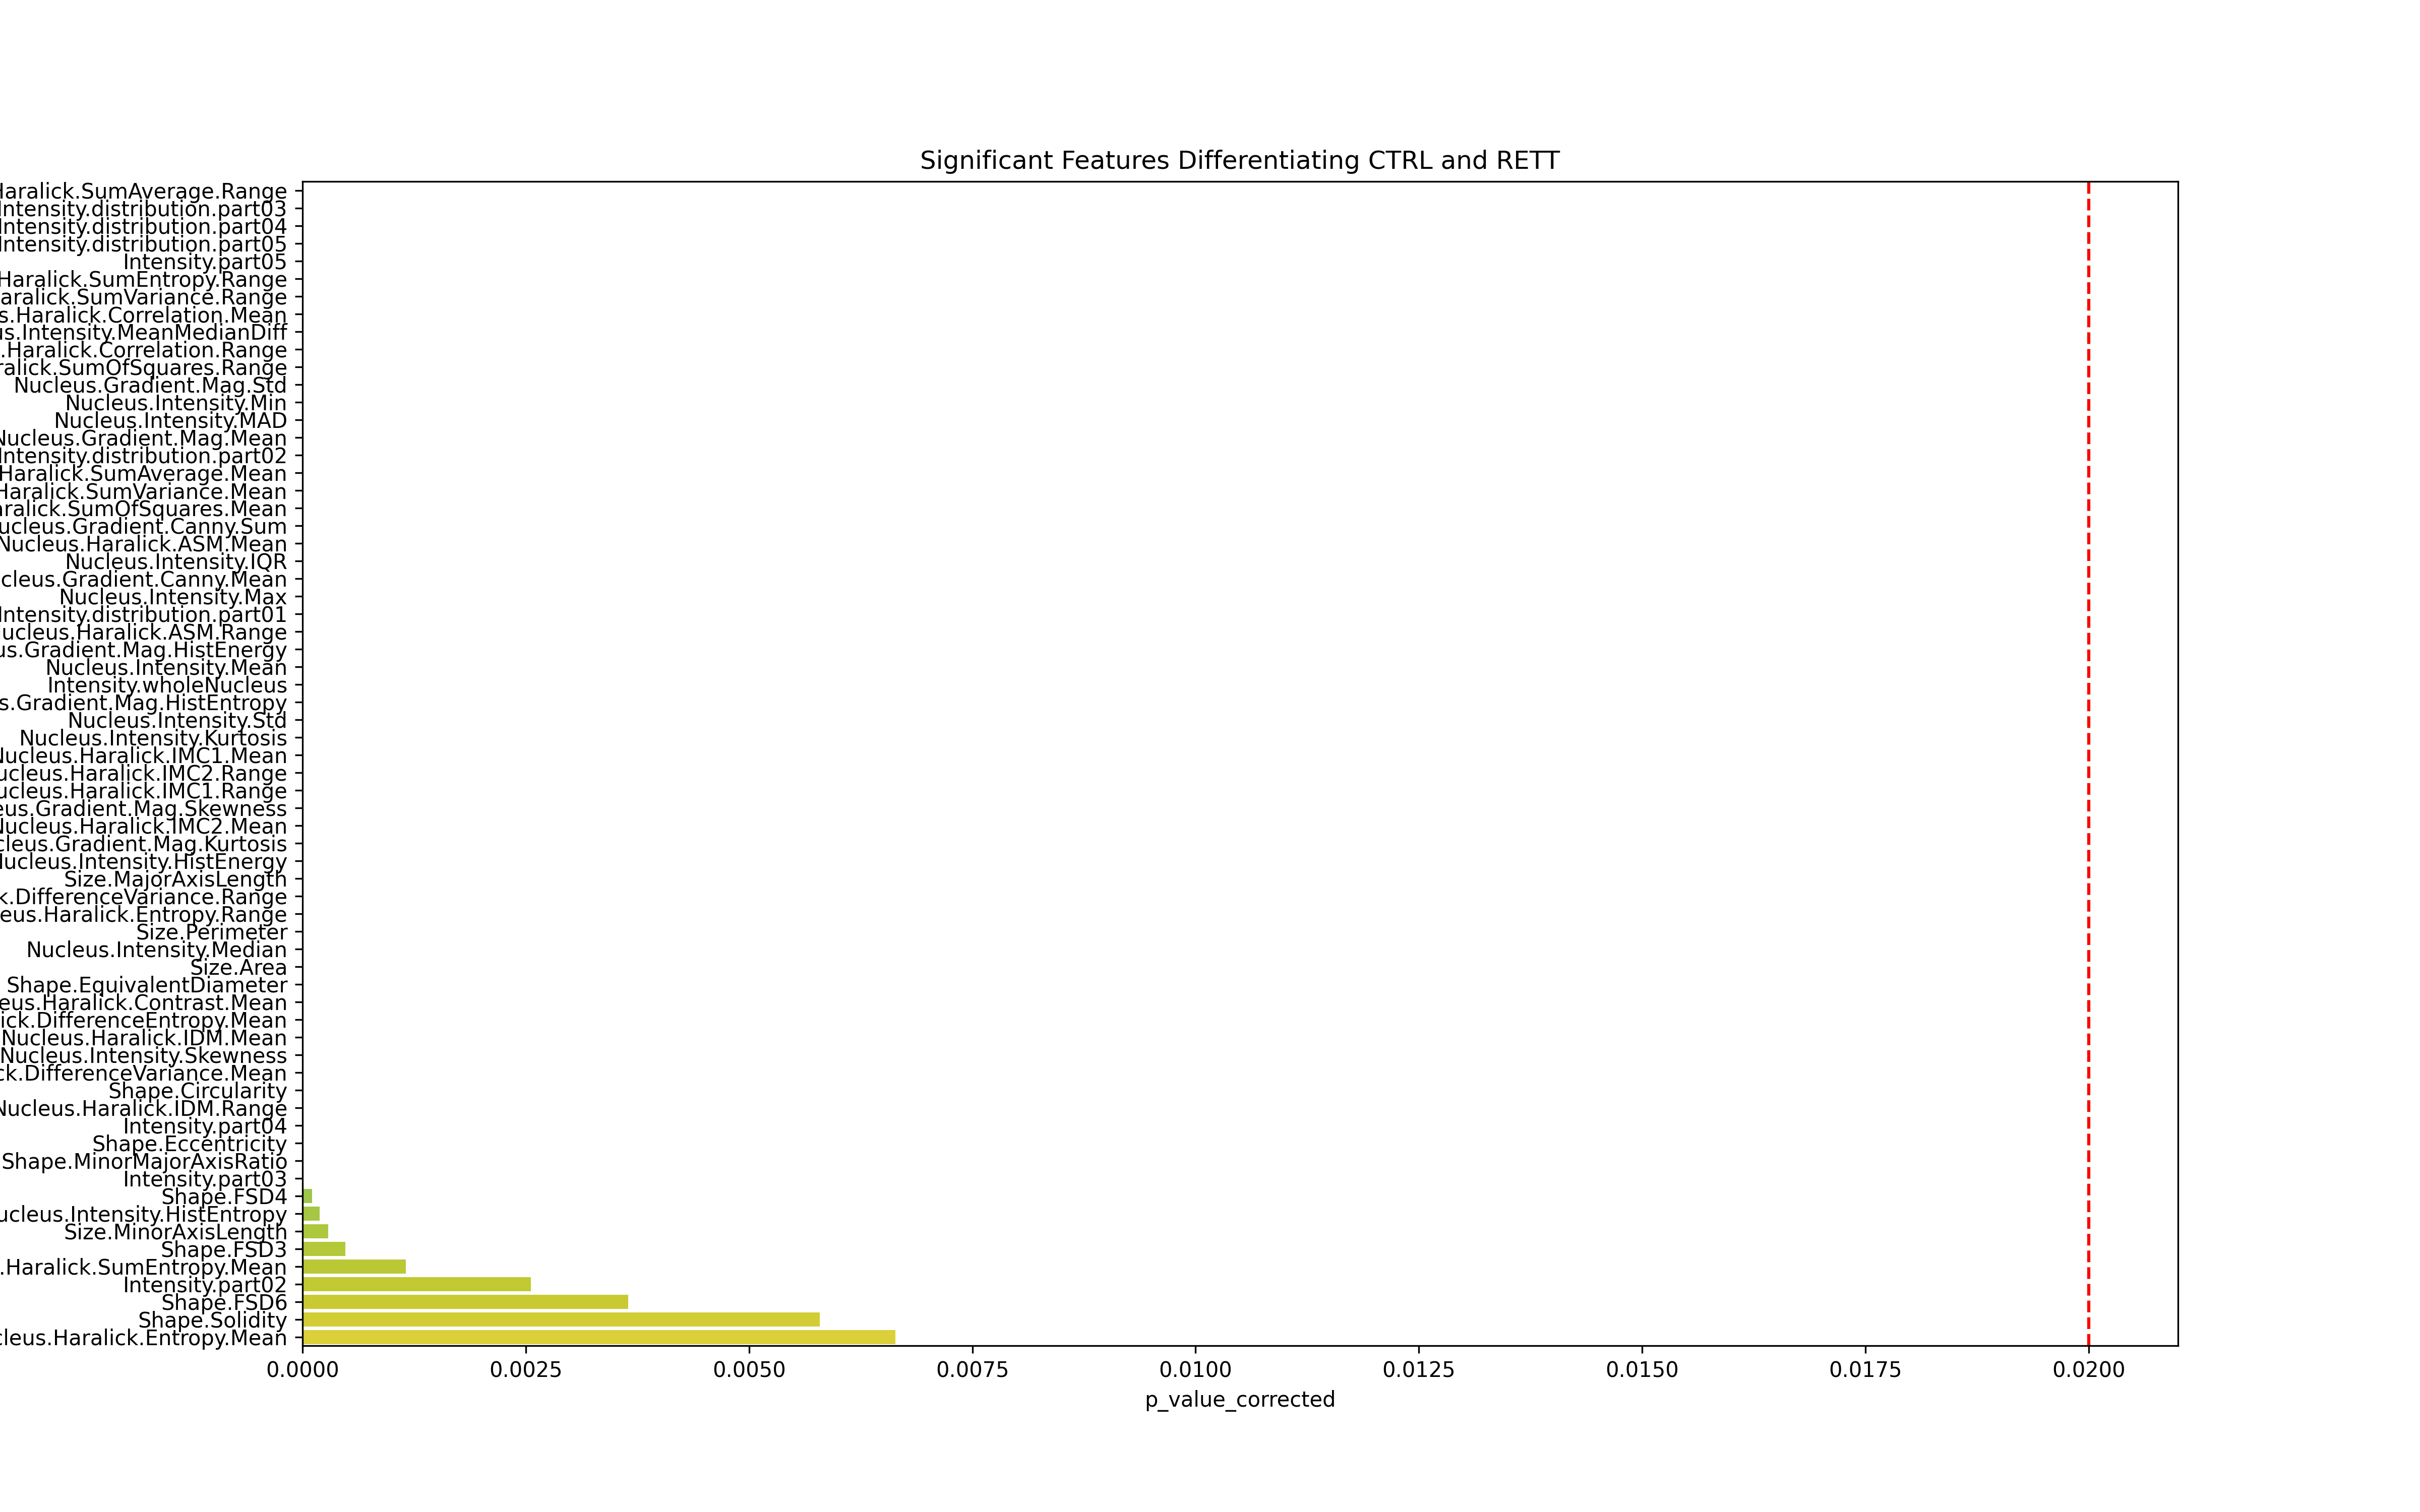 Significant Features Differentiating CTRL and RETT
Haralick.SumAverage.Range
Intensity.distribution.part03
Intensity.distribution.part04
Intensity.distribution.part05
Intensity.part05
Haralick.SumEntropy.Range
aralick.SumVariance.Range
s.Haralick.Correlation.Mean
us.Intensity.MeanMedianDiff
.Haralick.Correlation.Range
ralick.SumOfSquares.Range
Nucleus.Gradient.Mag.Std
Nucleus.Intensity.Min
Nucleus.Intensity.MAD
Nucleus.Gradient.Mag.Mean
Intensity.distribution.part02
Haralick.SumAverage.Mean
Haralick.SumVariance.Mean
aralick.SumOfSquares.Mean
ucleus.Gradient.Canny.Sum
Nucleus.Haralick.ASM.Mean
Nucleus.Intensity.IQR
cleus.Gradient.Canny.Mean
Nucleus.Intensity.Max
Intensity.distribution.part01
ucleus.Haralick.ASM.Range
us.Gradient.Mag.HistEnergy
Nucleus.Intensity.Mean
Intensity.wholeNucleus
s.Gradient.Mag.HistEntropy
Nucleus.Intensity.Std
Nucleus.Intensity.Kurtosis
Nucleus.Haralick.IMC1.Mean
ucleus.Haralick.IMC2.Range
ucleus.Haralick.IMC1.Range
eus.Gradient.Mag.Skewness
Nucleus.Haralick.IMC2.Mean
cleus.Gradient.Mag.Kurtosis
Nucleus.Intensity.HistEnergy
Size.MajorAxisLength
k.DifferenceVariance.Range
eus.Haralick.Entropy.Range
Size.Perimeter
Nucleus.Intensity.Median
Size.Area
Shape.EquivalentDiameter
eus.Haralick.Contrast.Mean
ick.DifferenceEntropy.Mean
Nucleus.Haralick.IDM.Mean
Nucleus.Intensity.Skewness
ck.DifferenceVariance.Mean
Shape.Circularity
Nucleus.Haralick.IDM.Range
Intensity.part04
Shape.Eccentricity
Shape.MinorMajorAxisRatio
Intensity.part03
Shape.FSD4
ucleus.Intensity.HistEntropy
Size.MinorAxisLength
Shape.FSD3
.Haralick.SumEntropy.Mean
Intensity.part02
Shape.FSD6
Shape.Solidity
cleus.Haralick.Entropy.Mean
0.0000 0.0025 0.0050 0.0075 0.0100 0.0125 0.0150 0.0175 0.0200
p_value_corrected